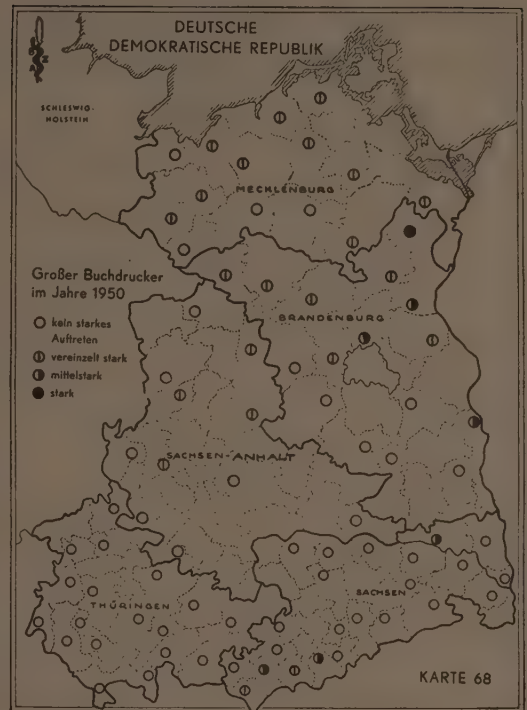 DEUTSCHE
DEMOKRATISCHE REPUBLIK
SCHLESWIG-
HOLSTEIN
MECKLENBURG
Großer Buchdrucker
im Jahre 1950
kein starkes
Auftreten
vereinzelt stark
mittelstark
stark
BRANDENBURG
SACHSEN-ANHALT
SACHSEN
THÜRINGEN
KARTE 68